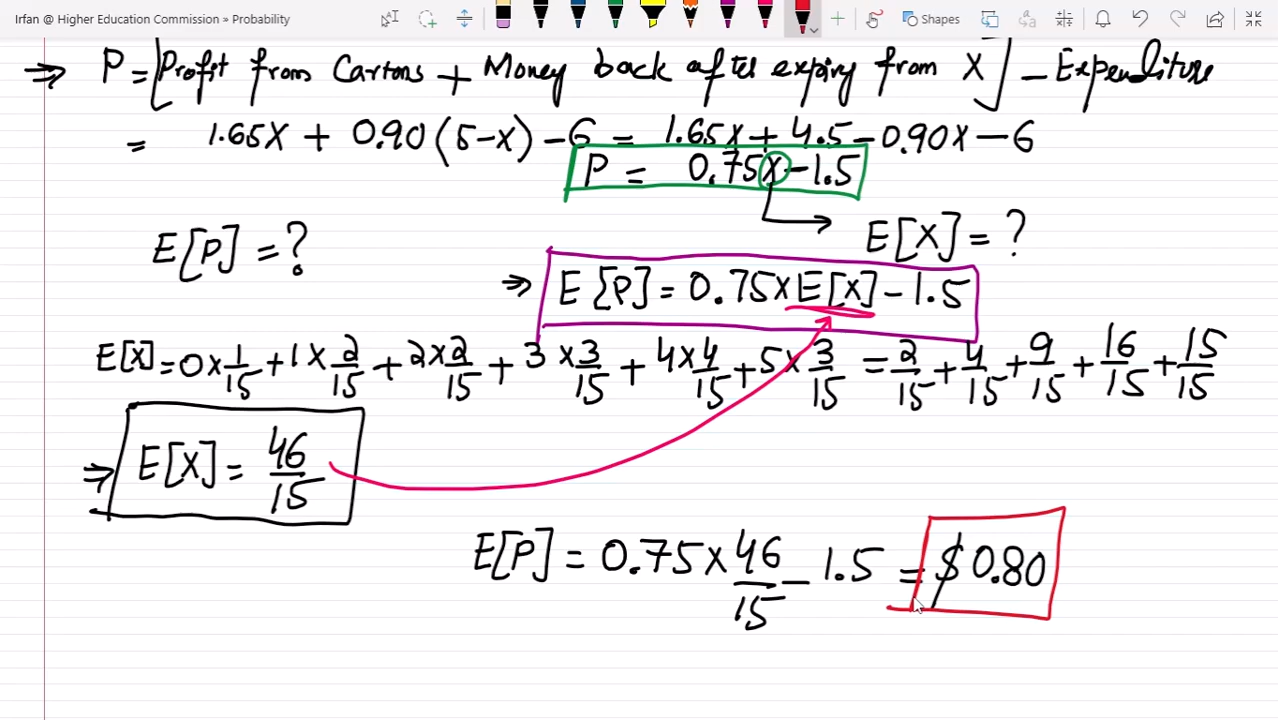 Irfan @ Higher Education Commission » Probability
Shapes
⇒ P = [Profit from Cartons + Money back after expiry from X] - Expenditure
= 1.65X + 0.90(5-x) - 6 = 1.65x + 4.5 - 0.90X - 6
P = 0.75x - 1.5
E[P] = ?
E[X] = ?
⇒ E[P] = 0.75 x E[X] - 1.5
E[X] = 0 x 1/15 + 1 x 2/15 + 2 x 2/15 + 3 x 3/15 + 4 x 4/15 + 5 x 3/15 = 2/15 + 4/15 + 9/15 + 16/15 + 15/15
⇒ E[X] = 46/15
E[P] = 0.75 x 46/15 - 1.5 = $0.80